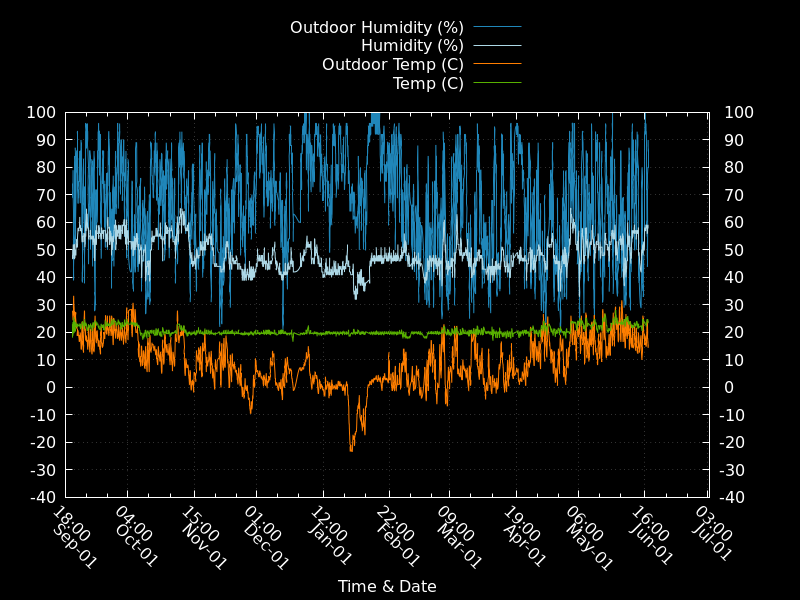 Outdoor Humidity (%)
Humidity (%)
Outdoor Temp (C)
Temp (C)
100 100
90 90
80 80
70 70
60 60
50 50
40 40
30 30
20 20
10 10
0 0
-10 -10
-20 -20
-30 -30
-40 -40
18:00 Sep-01
04:00 Oct-01
15:00 Nov-01
01:00 Dec-01
12:00 Jan-01
22:00 Feb-01
09:00 Mar-01
19:00 Apr-01
06:00 May-01
16:00 Jun-01
03:00 Jul-01
Time & Date